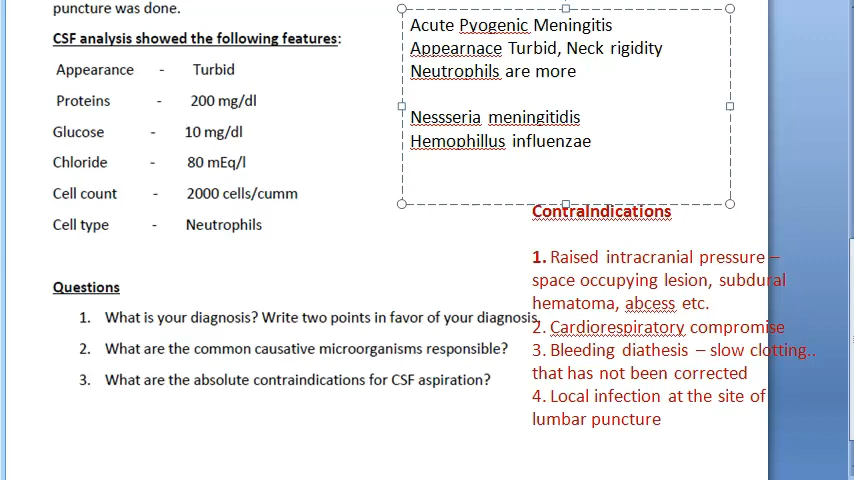 puncture was done.
CSF analysis showed the following features:
Appearance - Turbid
Proteins - 200 mg/dl
Glucose - 10 mg/dl
Chloride - 80 mEq/l
Cell count - 2000 cells/cumm
Cell type - Neutrophils
Questions
1. What is your diagnosis? Write two points in favor of your diagnosis.
2. What are the common causative microorganisms responsible?
3. What are the absolute contraindications for CSF aspiration?
Acute Pyogenic Meningitis
Appearnace Turbid, Neck rigidity
Neutrophils are more
Nessseria meningitidis
Hemophillus influenzae
ContraIndications
1. Raised intracranial pressure –
space occupying lesion, subdural
hematoma, abcess etc.
2. Cardiorespiratory compromise
3. Bleeding diathesis – slow clotting..
that has not been corrected
4. Local infection at the site of
lumbar puncture